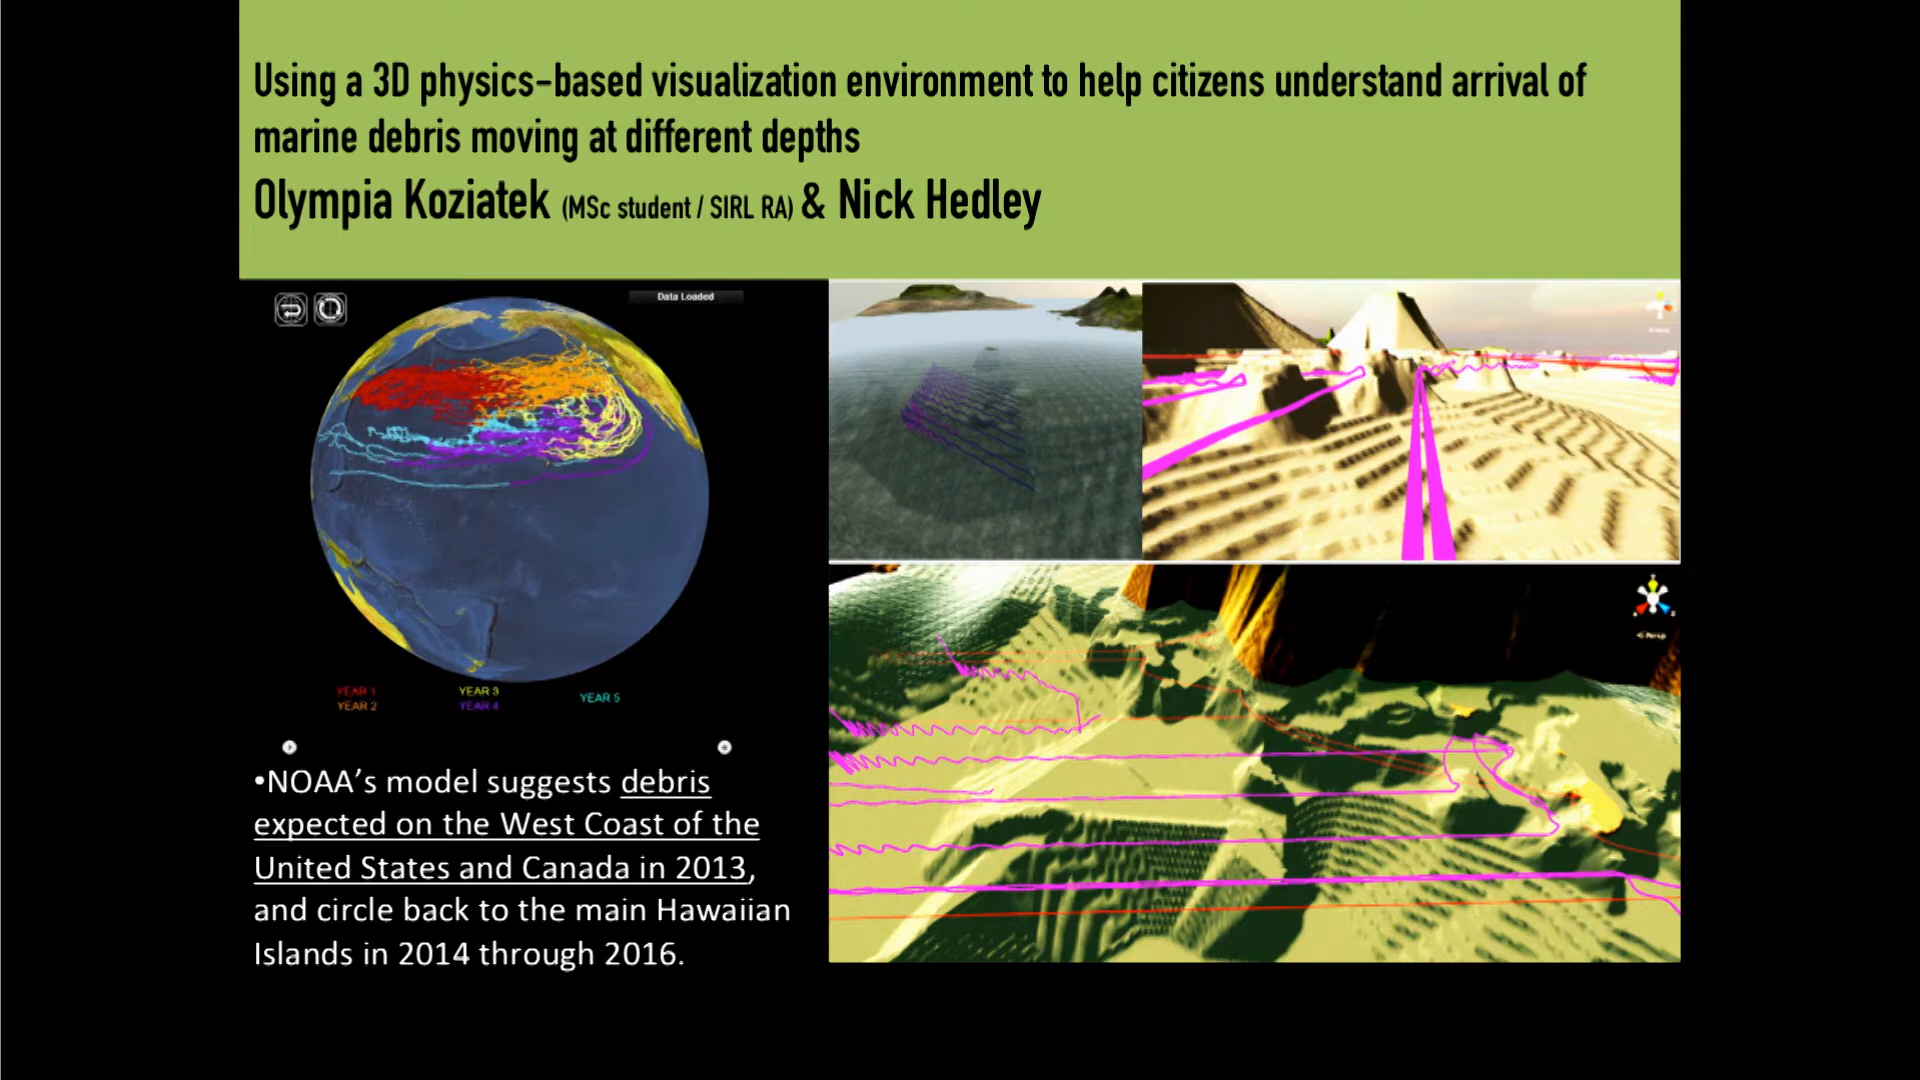 Using a 3D physics-based visualization environment to help citizens understand arrival of
marine debris moving at different depths
Olympia Koziatek (MSc student / SIRL RA) & Nick Hedley
Data Loaded
YEAR 1 YEAR 3 YEAR 5
YEAR 2 YEAR 4
•NOAA’s model suggests debris
expected on the West Coast of the
United States and Canada in 2013,
and circle back to the main Hawaiian
Islands in 2014 through 2016.